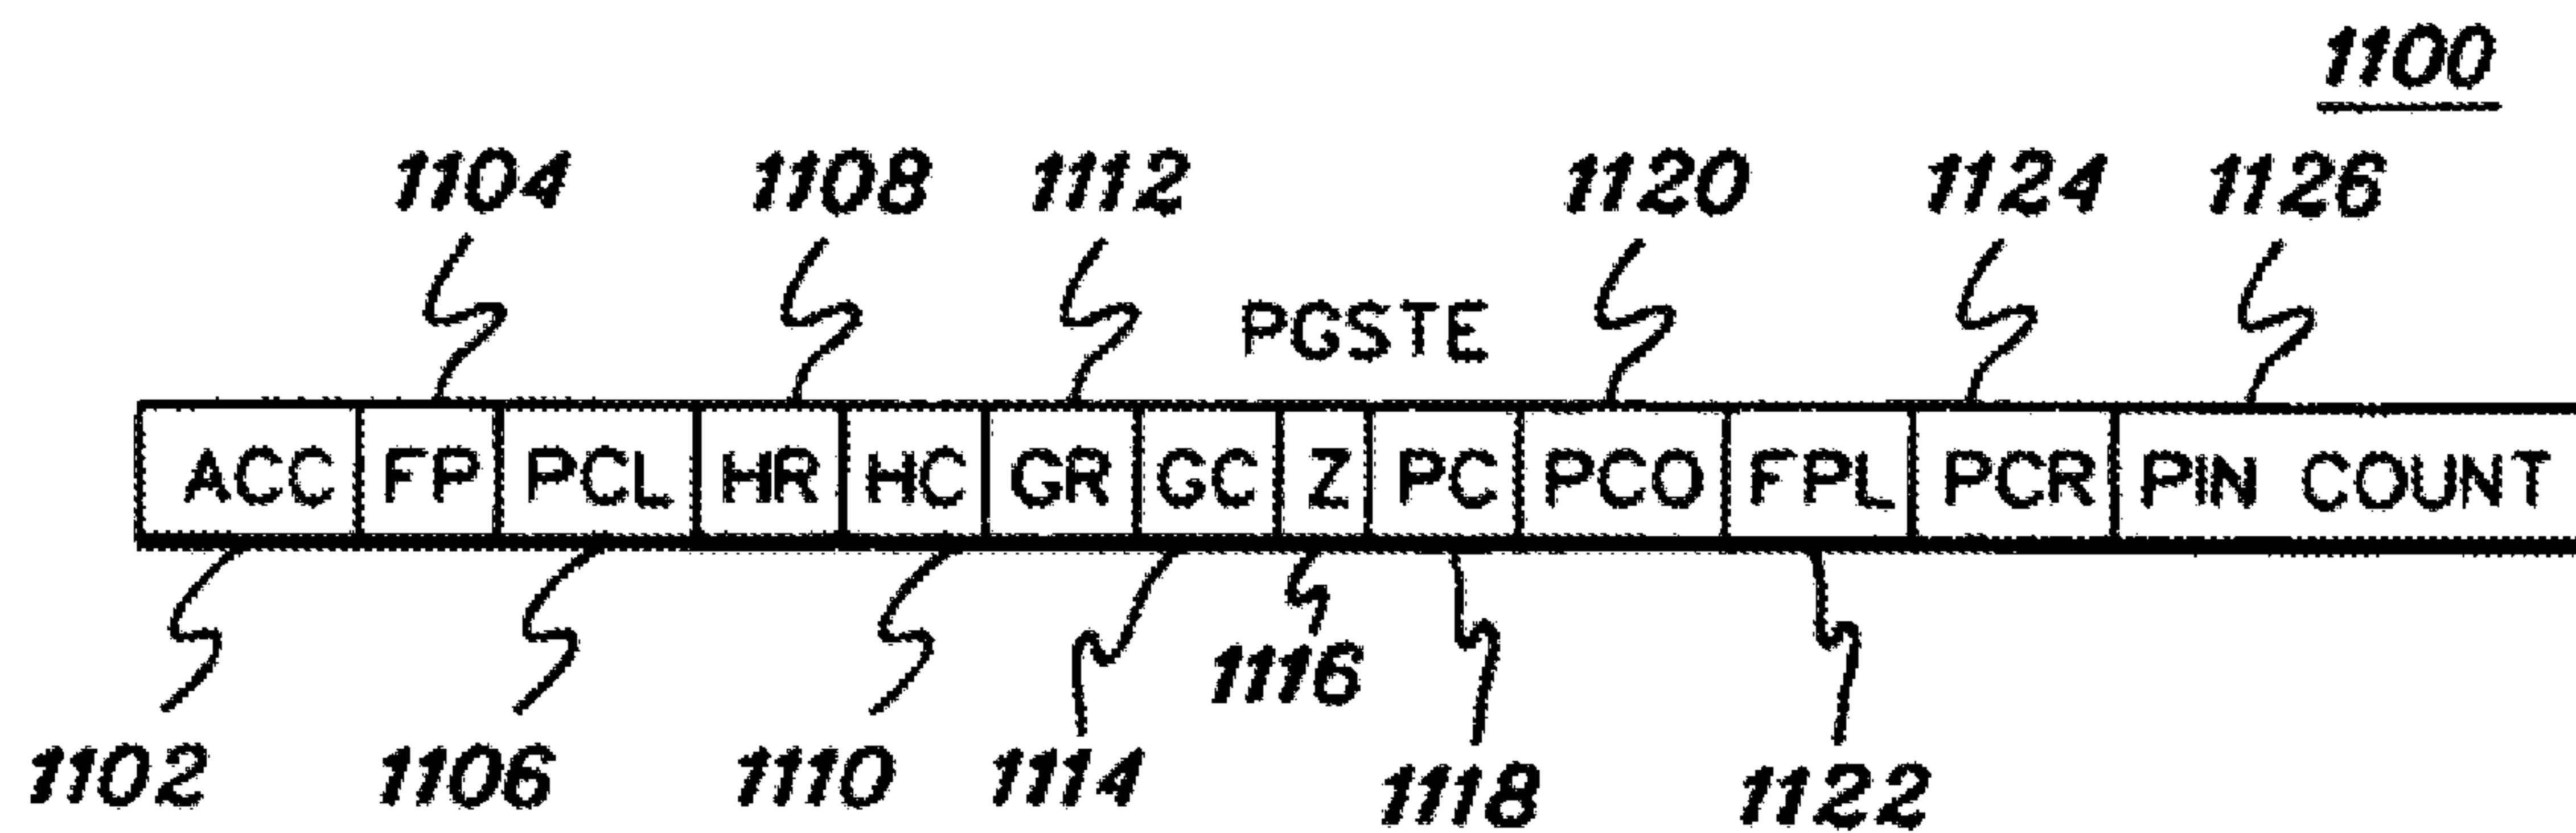 1100
1104 1108 1112 1120 1124 1126
PGSTE
ACC FP PCL HR HC GR GC Z PC PCO FPL PCR PIN COUNT
1116
1102 1106 1110 1114 1118 1122